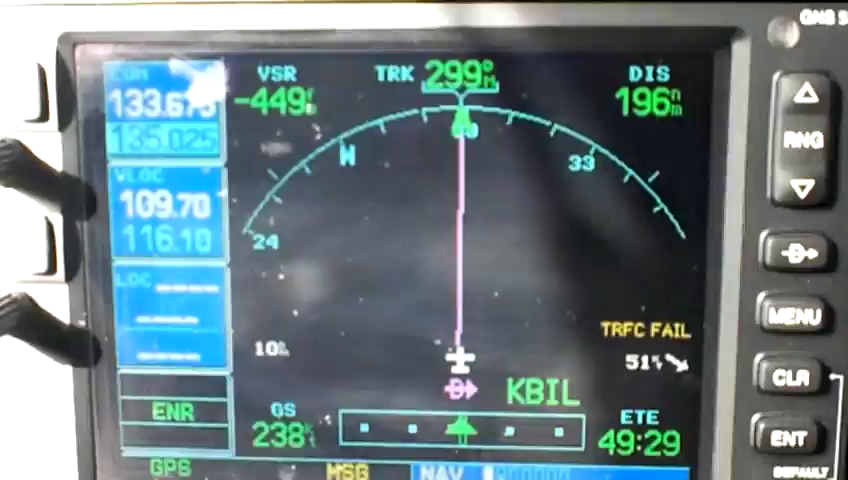 GNS 5
COM
133.675
135.025
VLOC
109.70
116.10
LOC
ENR
GPS
VSR
-449
TRK 299°M
DIS
196nm
24
W
30
33
10
TRFC FAIL
51
KBIL
GS
238
ETE
49:29
MSG
NAV
RNG
D
MENU
CLR
ENT
DEFAULT